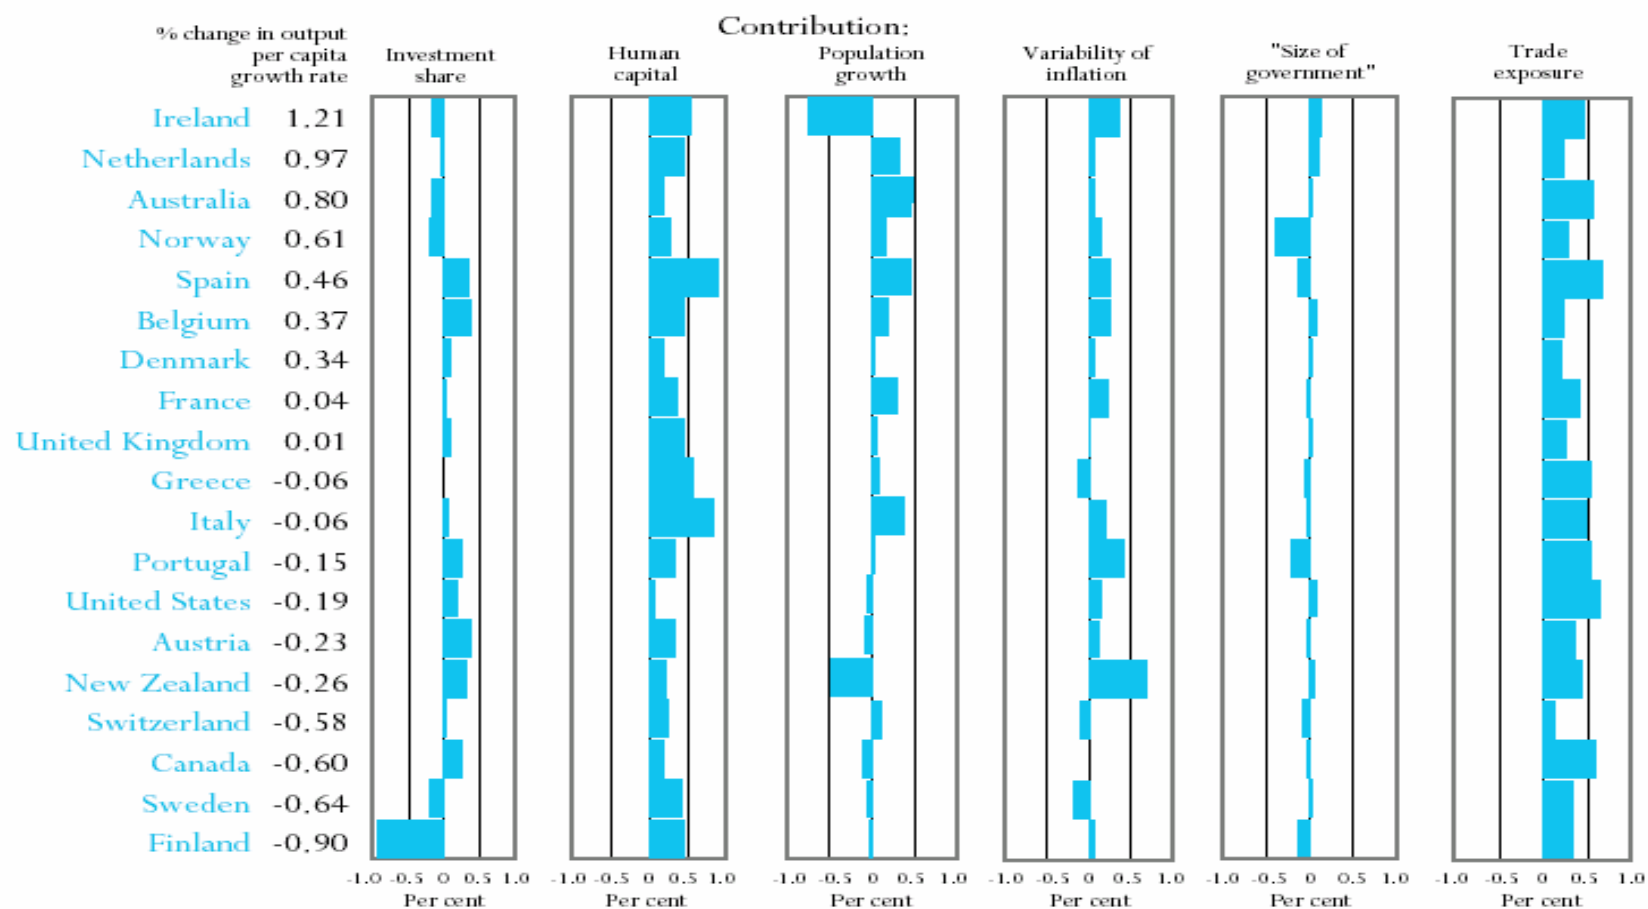 Contribution:
% change in output
per capita
growth rate
Investment
share
Human
capital
Population
growth
Variability of
inflation
"Size of
government"
Trade
exposure
Ireland 1.21
Netherlands 0.97
Australia 0.80
Norway 0.61
Spain 0.46
Belgium 0.37
Denmark 0.34
France 0.04
United Kingdom 0.01
Greece -0.06
Italy -0.06
Portugal -0.15
United States -0.19
Austria -0.23
New Zealand -0.26
Switzerland -0.58
Canada -0.60
Sweden -0.64
Finland -0.90
-1.0 -0.5 0 0.5 1.0 -1.0 -0.5 0 0.5 1.0 -1.0 -0.5 0 0.5 1.0 -1.0 -0.5 0 0.5 1.0 -1.0 -0.5 0 0.5 1.0 -1.0 -0.5 0 0.5 1.0
Per cent Per cent Per cent Per cent Per cent Per cent